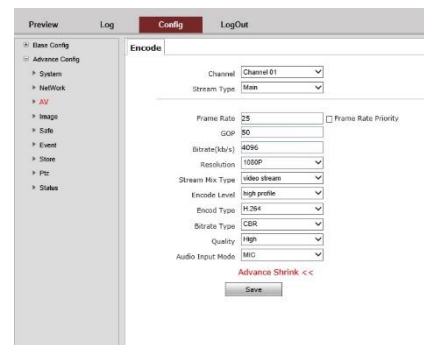 Preview Log Config LogOut
Base Config
Advance Config
System
NetWork
AV
Image
Safe
Event
Store
Ptz
Status
Encode
Channel Channel 01
Stream Type Main
Frame Rate 25 Frame Rate Priority
GOP 50
Bitrate(kb/s) 4096
Resolution 1080P
Stream Mix Type video stream
Encode Level high profile
Encod Type H.264
Bitrate Type CBR
Quality High
Audio Input Mode MIC
Advance Shrink <<
Save